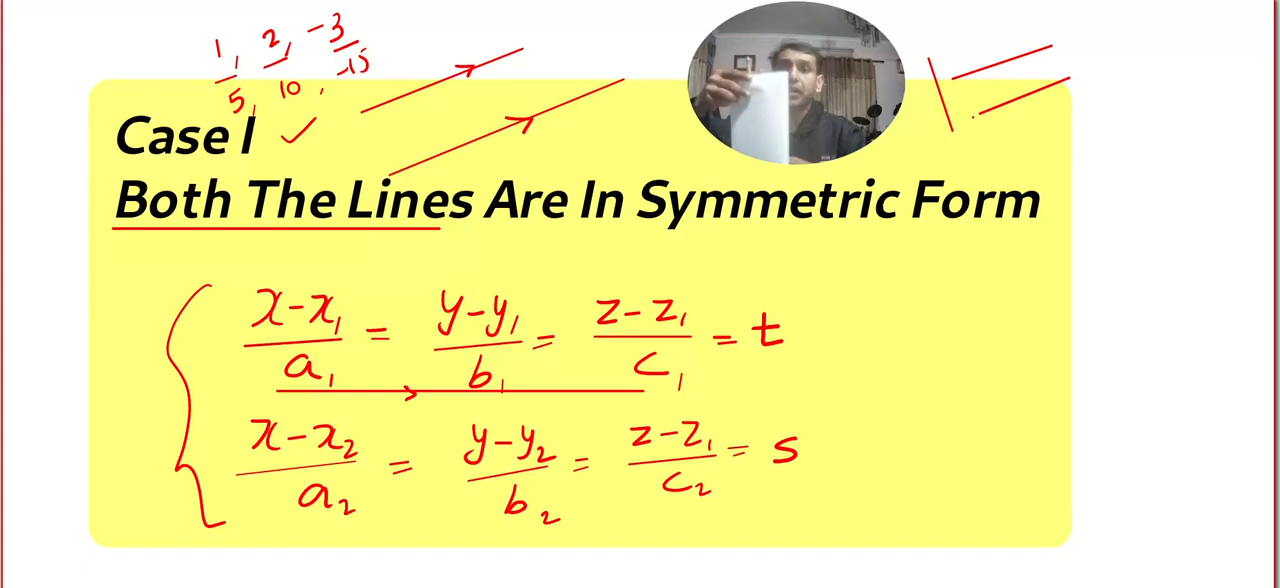 1, 2, -3
5, 10, -15
Case I ✓
Both The Lines Are In Symmetric Form
x-x₁/a₁ = y-y₁/b₁ = z-z₁/c₁ = t
x-x₂/a₂ = y-y₂/b₂ = z-z₁/c₂ = s